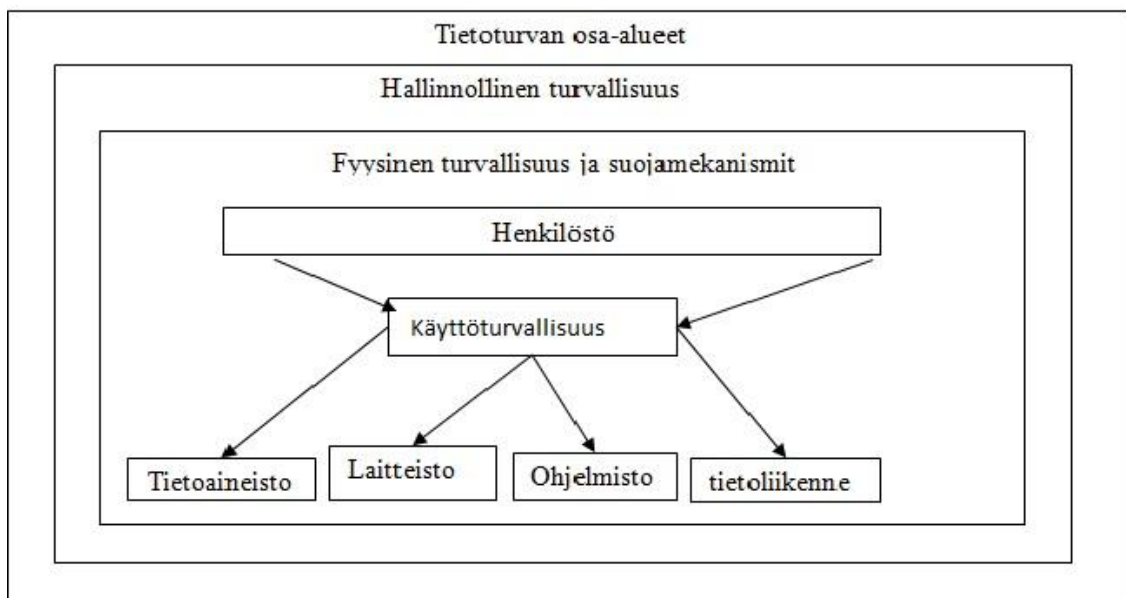 Tietoturvan osa-alueet
Hallinnollinen turvallisuus
Fyysinen turvallisuus ja suojamekanismit
Henkilöstö
Käyttöturvallisuus
Tietoaineisto
Laitteisto
Ohjelmisto
tietoliikenne